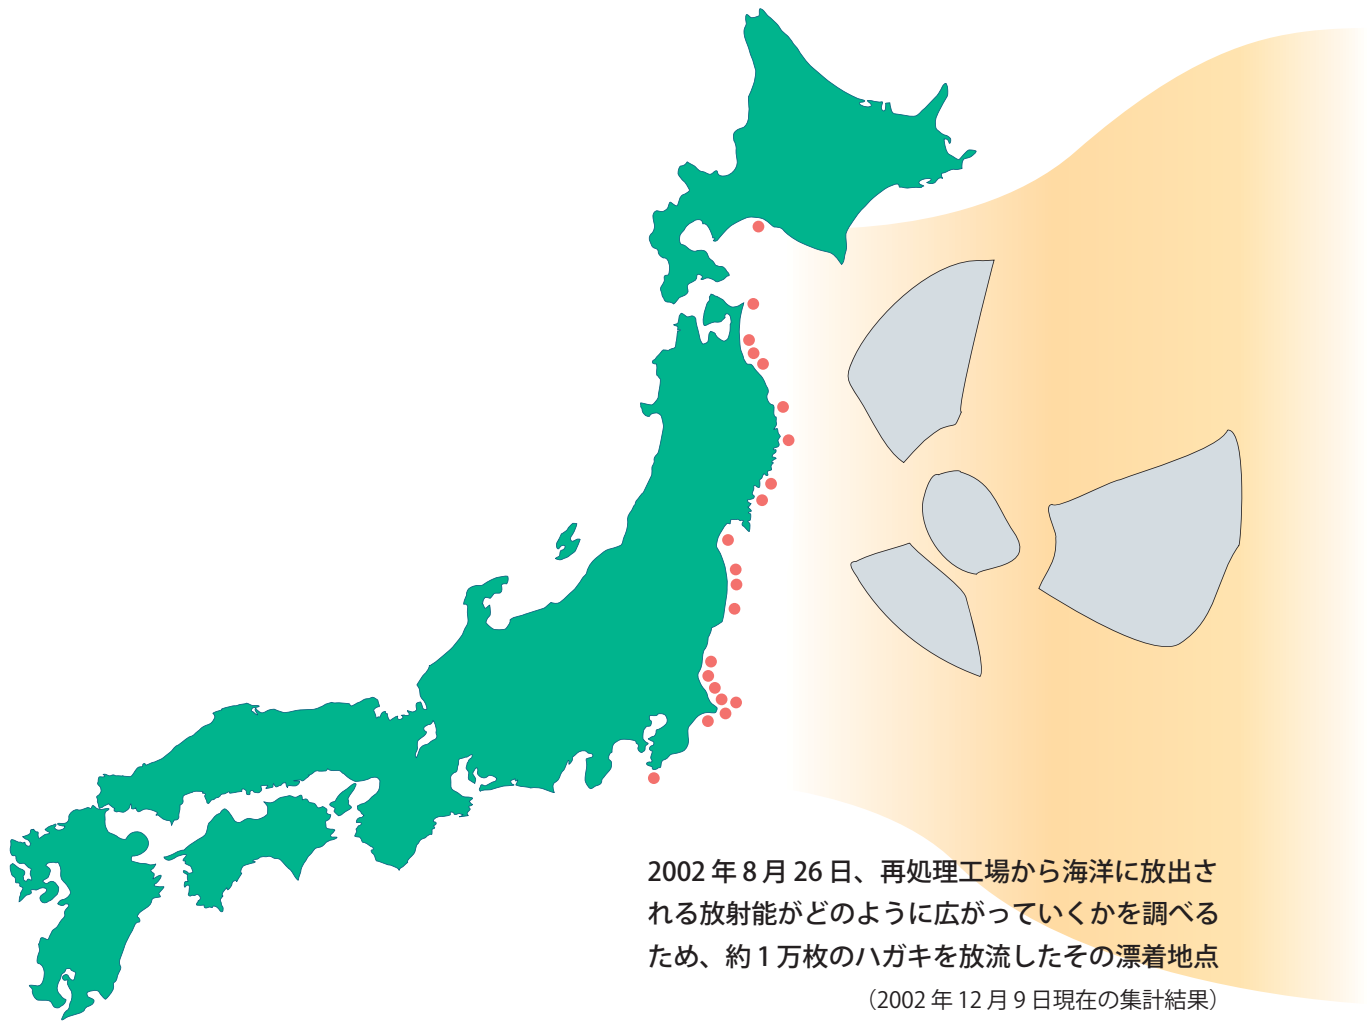 2002 年 8 月 26 日、再処理工場から海洋に放出さ
れる放射能がどのように広がっていくかを調べる
ため、約 1 万枚のハガキを放流したその漂着地点
（2002 年 12 月 9 日現在の集計結果）